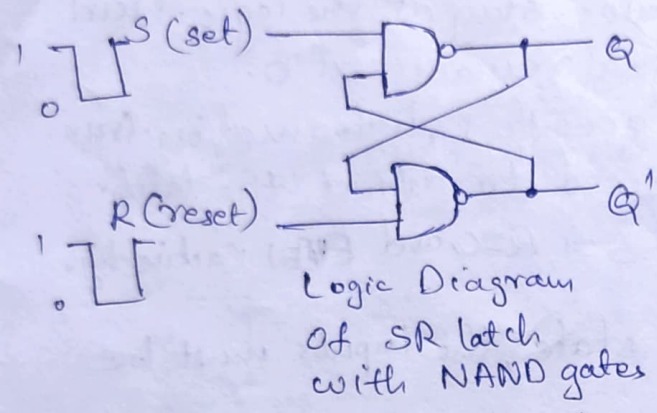 1
0
S (set)
Q
R (reset)
1
0
Q'
Logic Diagram
Of SR latch
with NAND gates